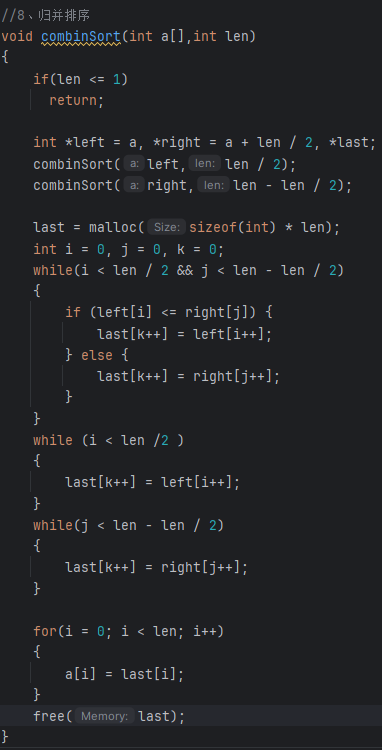 //8、归并排序
void combinSort(int a[],int len)
{
    if(len <= 1)
      return;
    int *left = a, *right = a + len / 2, *last;
    combinSort( a: left, len: len / 2);
    combinSort( a: right, len: len - len / 2);
    last = malloc( Size: sizeof(int) * len);
    int i = 0, j = 0, k = 0;
    while(i < len / 2 && j < len - len / 2)
    {
        if (left[i] <= right[j]) {
            last[k++] = left[i++];
        } else {
            last[k++] = right[j++];
        }
    }
    while (i < len /2 )
    {
        last[k++] = left[i++];
    }
    while(j < len - len / 2)
    {
        last[k++] = right[j++];
    }
    for(i = 0; i < len; i++)
    {
        a[i] = last[i];
    }
    free( Memory: last);
}